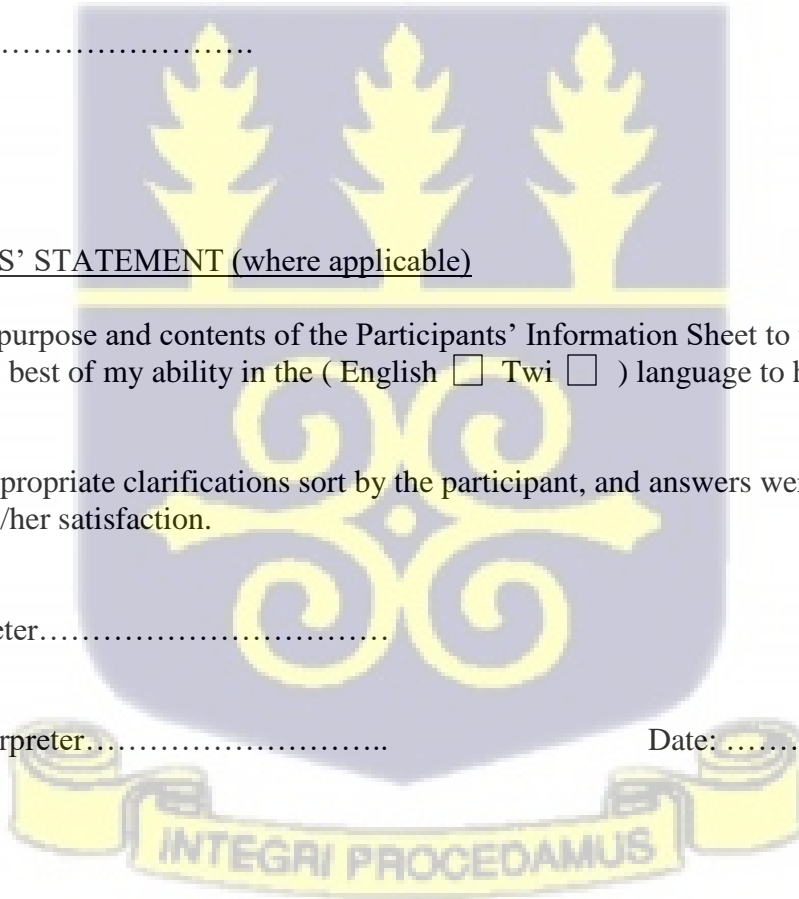 ………………………….
S’ STATEMENT (where applicable)
purpose and contents of the Participants’ Information Sheet to
best of my ability in the ( English ☐ Twi ☐ ) language to
propriate clarifications sort by the participant, and answers
/her satisfaction.
eter……………………………
rpreter……………………….. Date: …….
INTEGRI PROCEDAMUS